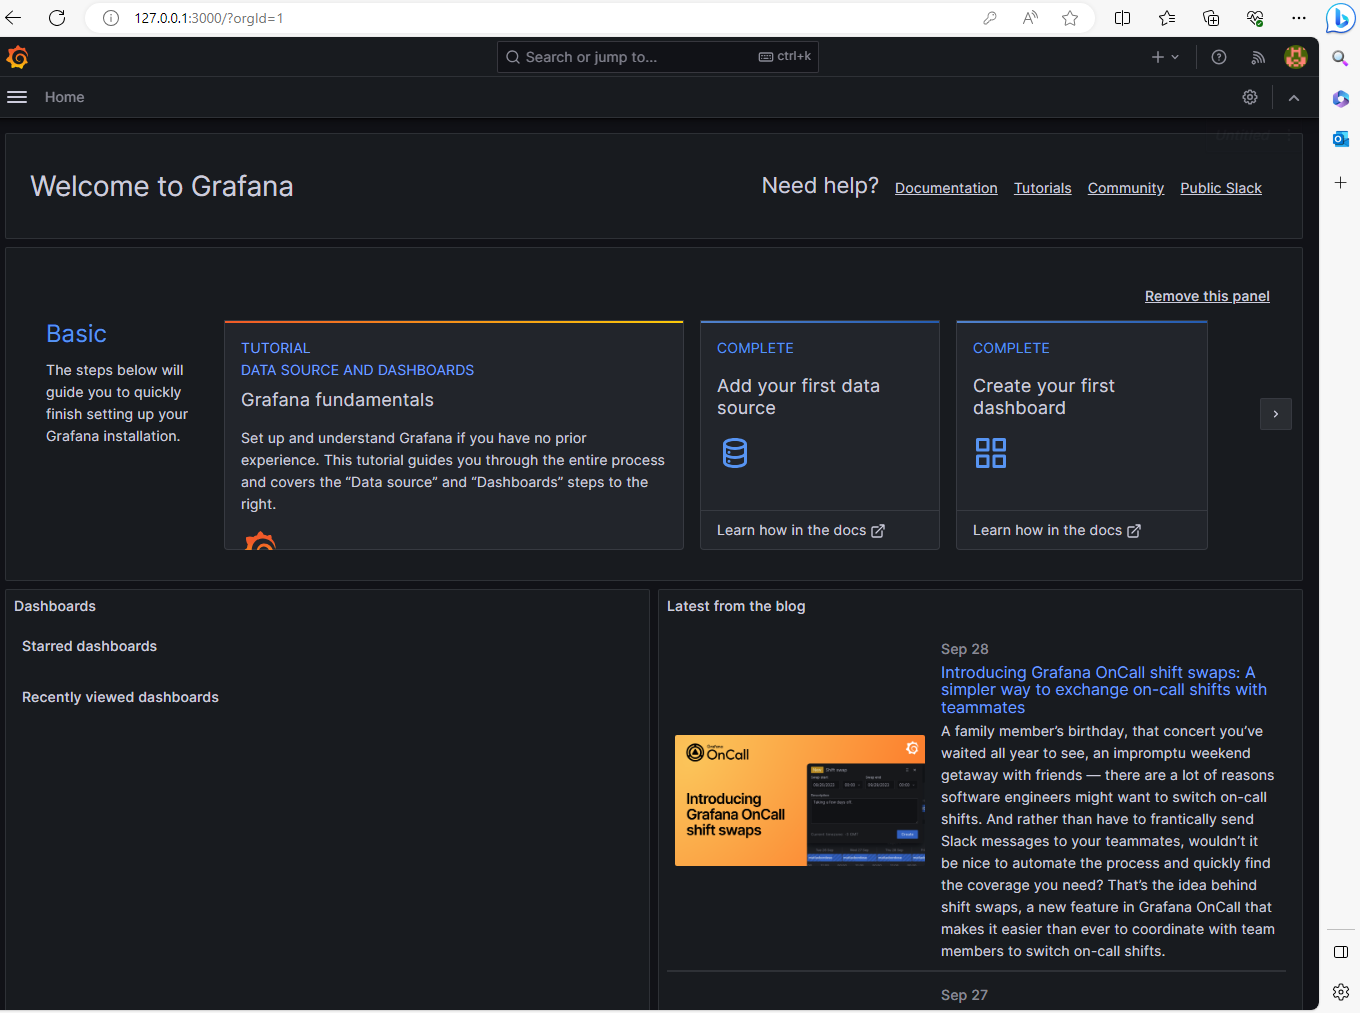 127.0.0.1:3000/?orgId=1
Search or jump to...
ctrl+k
Home
Welcome to Grafana
Need help?
Documentation
Tutorials
Community
Public Slack
Remove this panel
Basic
The steps below will
guide you to quickly
finish setting up your
Grafana installation.
TUTORIAL
DATA SOURCE AND DASHBOARDS
Grafana fundamentals
Set up and understand Grafana if you have no prior
experience. This tutorial guides you through the entire process
and covers the “Data source” and “Dashboards” steps to the
right.
COMPLETE
Add your first data
source
Learn how in the docs
COMPLETE
Create your first
dashboard
Learn how in the docs
Dashboards
Starred dashboards
Recently viewed dashboards
Latest from the blog
Grafana
OnCall
Introducing
Grafana OnCall
shift swaps
Shift swap
Sep 28
Introducing Grafana OnCall shift swaps: A
simpler way to exchange on-call shifts with
teammates
A family member’s birthday, that concert you’ve
waited all year to see, an impromptu weekend
getaway with friends — there are a lot of reasons
software engineers might want to switch on-call
shifts. And rather than have to frantically send
Slack messages to your teammates, wouldn’t it
be nice to automate the process and quickly find
the coverage you need? That’s the idea behind
shift swaps, a new feature in Grafana OnCall that
makes it easier than ever to coordinate with team
members to switch on-call shifts.
Sep 27